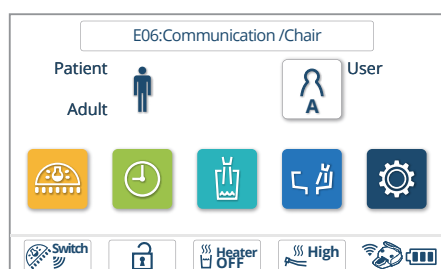 E06:Communication /Chair
Patient
User
Adult
A
Switch
Heater
OFF
High